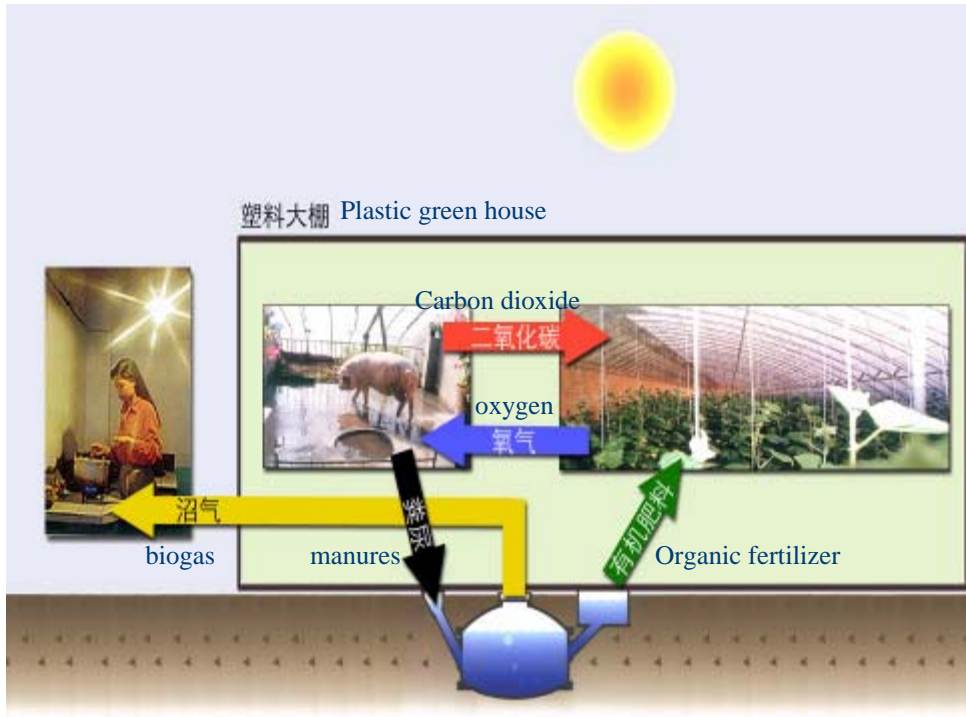 塑料大棚 Plastic green house
Carbon dioxide
二氧化碳
oxygen
氧气
沼气
粪尿
有机肥料
biogas
manures
Organic fertilizer